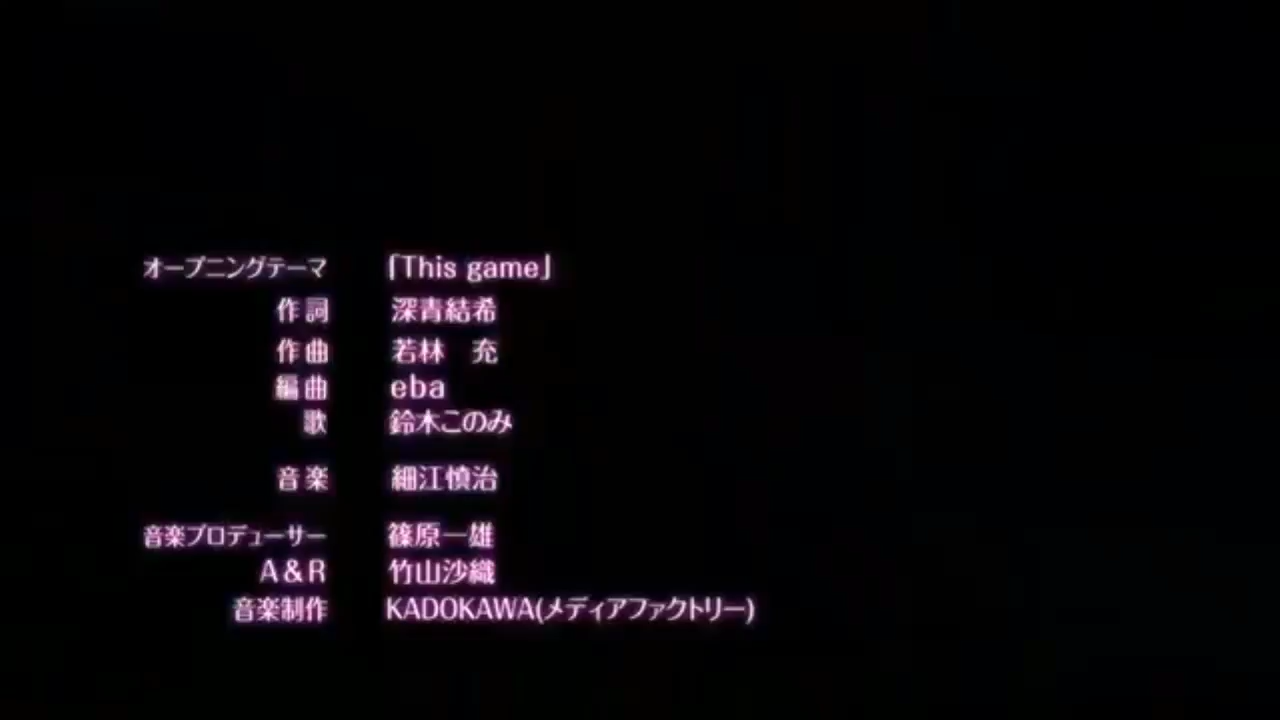 オープニングテーマ 「This game」
作詞 深青結希
作曲 若林 充
編曲 eba
歌 鈴木このみ
音楽 細江慎治
音楽プロデューサー 篠原一雄
A&R 竹山沙織
音楽制作 KADOKAWA(メディアファクトリー)